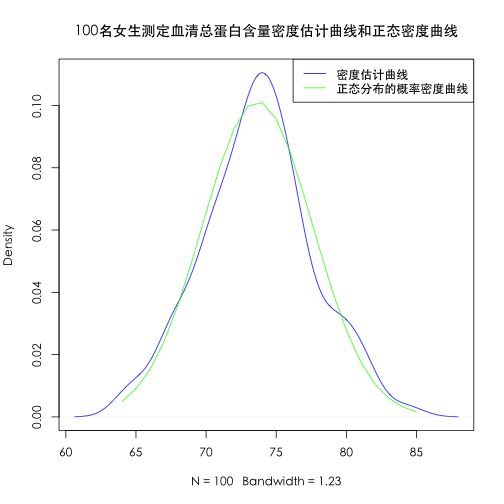 100名女生测定血清总蛋白含量密度估计曲线和正态密度曲线
密度估计曲线
正态分布的概率密度曲线
Density
0.10
0.08
0.06
0.04
0.02
0.00
60 65 70 75 80 85
N = 100 Bandwidth = 1.23